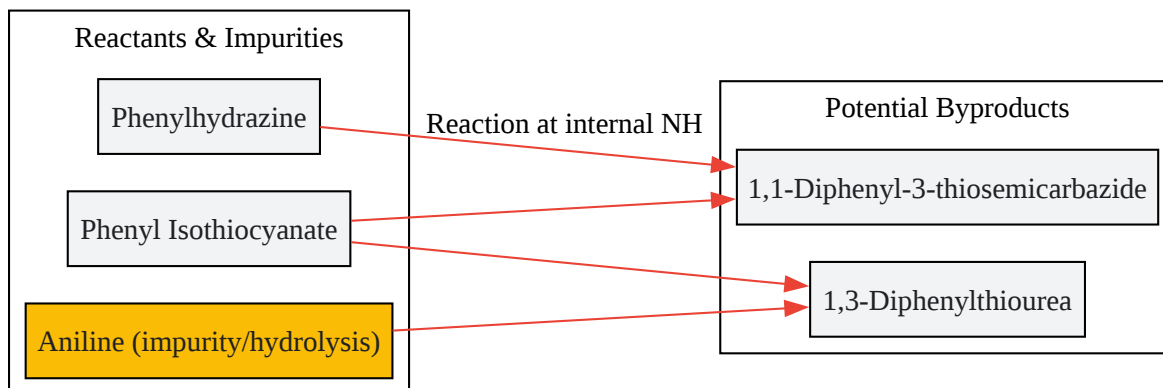 Reactants & Impurities
Phenylhydrazine
Phenyl Isothiocyanate
Aniline (impurity/hydrolysis)
Reaction at internal NH
Potential Byproducts
1,1-Diphenyl-3-thiosemicarbazide
1,3-Diphenylthiourea